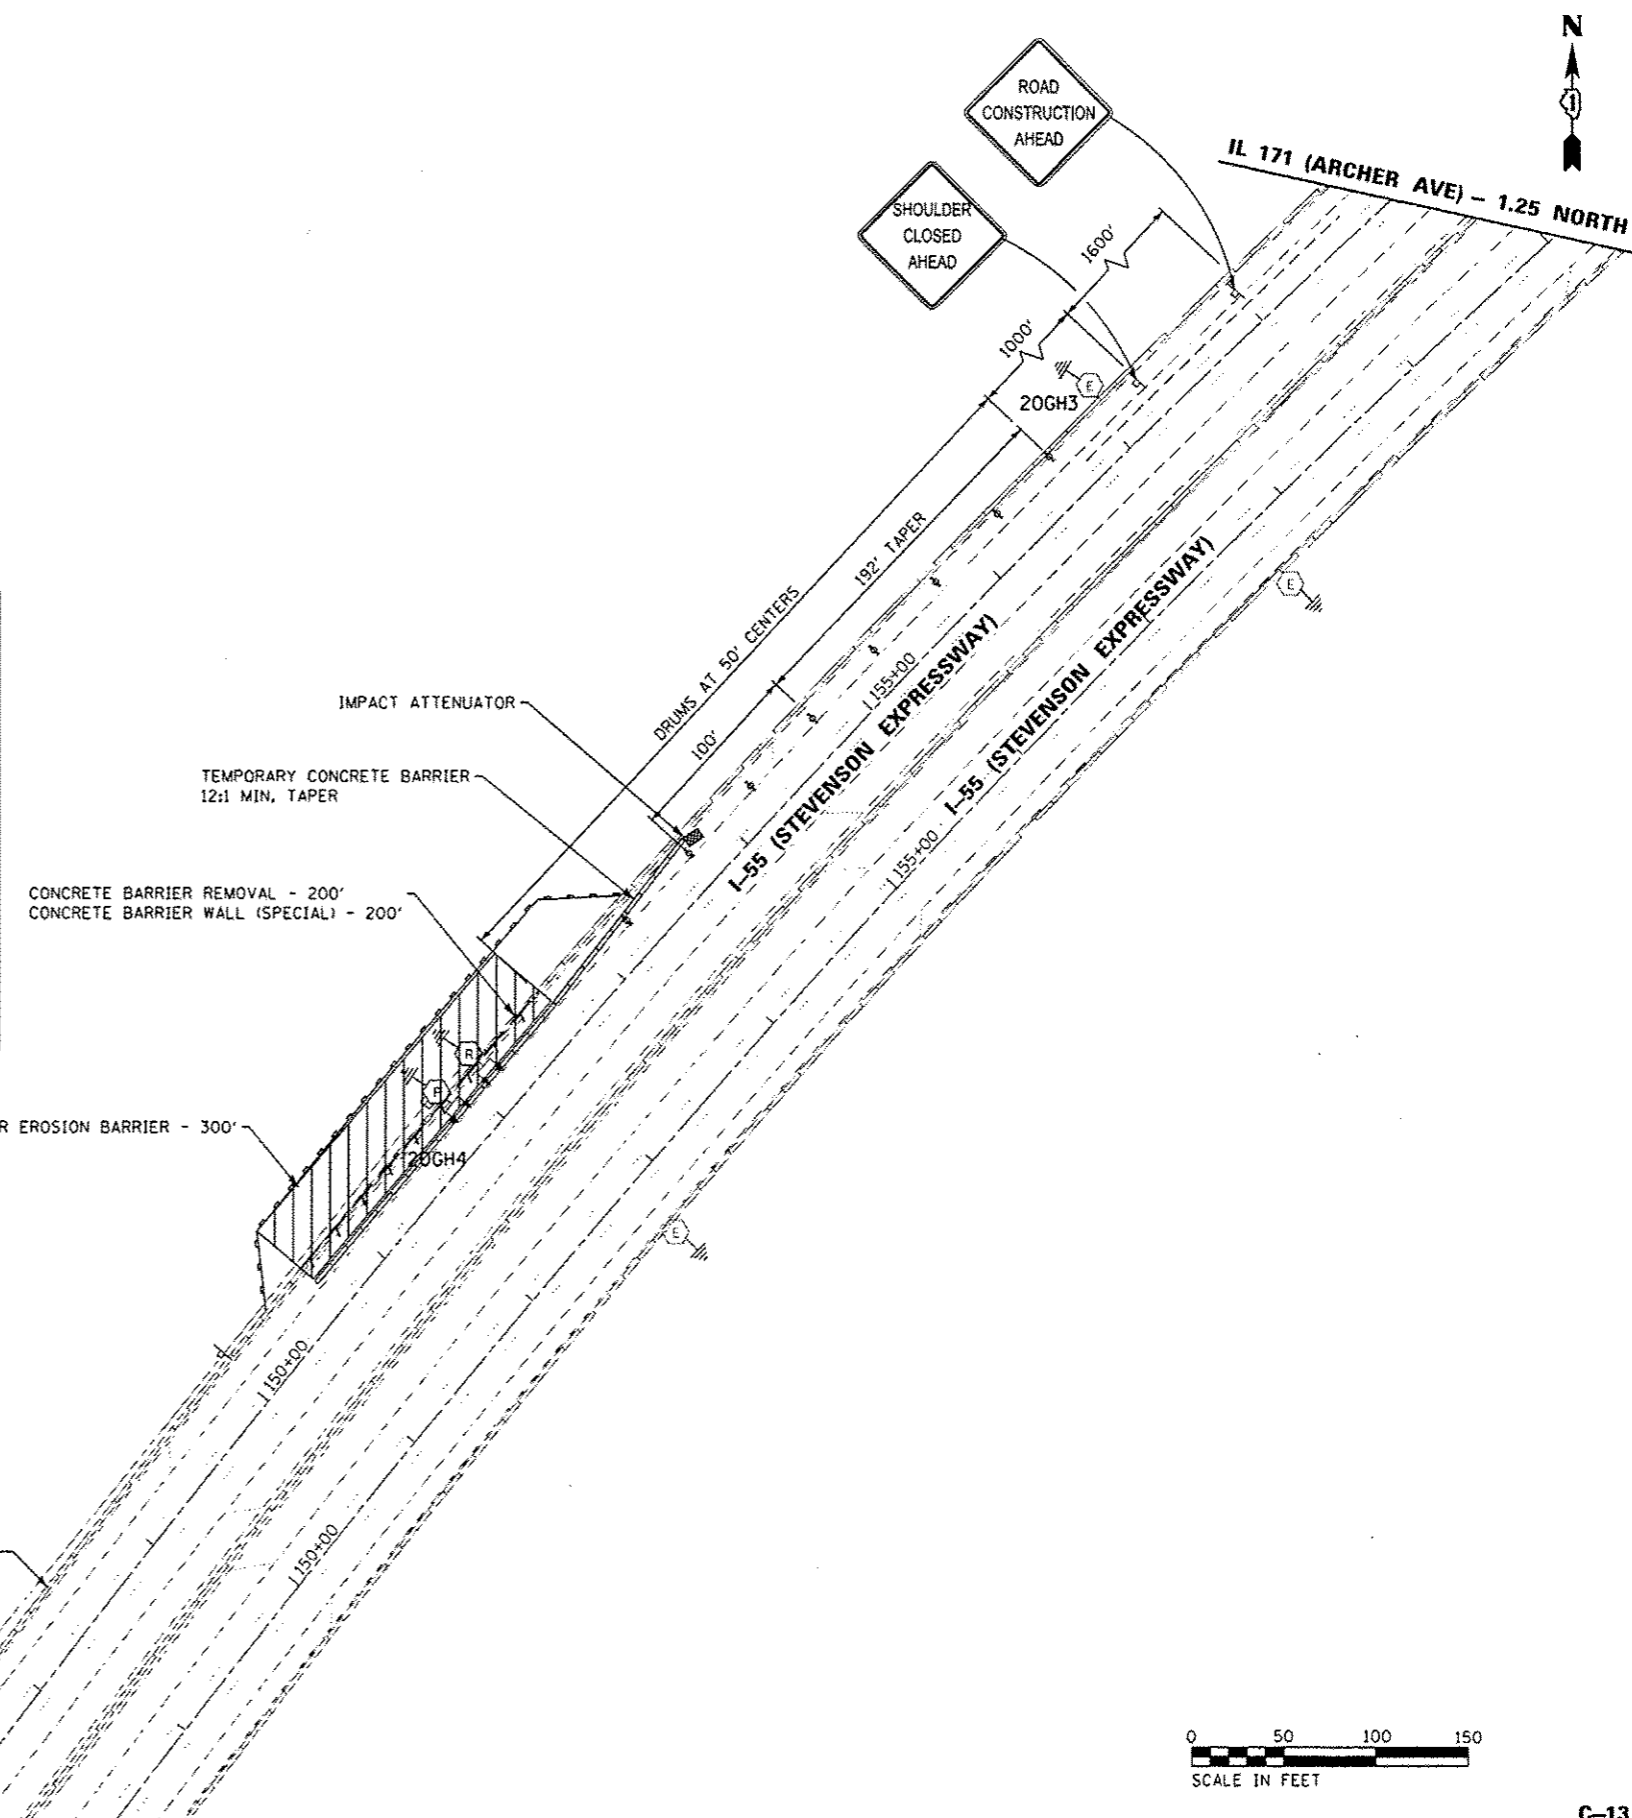 N
ROAD
CONSTRUCTION
AHEAD
IL 171 (ARCHER AVE) - 1.25 NORTH
SHOULDER
CLOSED
AHEAD
1600'
1000'
E
20GH3
192' TAPER
DRUMS AT 50' CENTERS
E
IMPACT ATTENUATOR
100'
155+00
I-55 (STEVENSON EXPRESSWAY)
I-55 (STEVENSON EXPRESSWAY)
TEMPORARY CONCRETE BARRIER
12:1 MIN. TAPER
155+00
CONCRETE BARRIER REMOVAL - 200'
CONCRETE BARRIER WALL (SPECIAL) - 200'
R
R EROSION BARRIER - 300'
20GH4
E
150+00
150+00
0 50 100 150
SCALE IN FEET
C-13